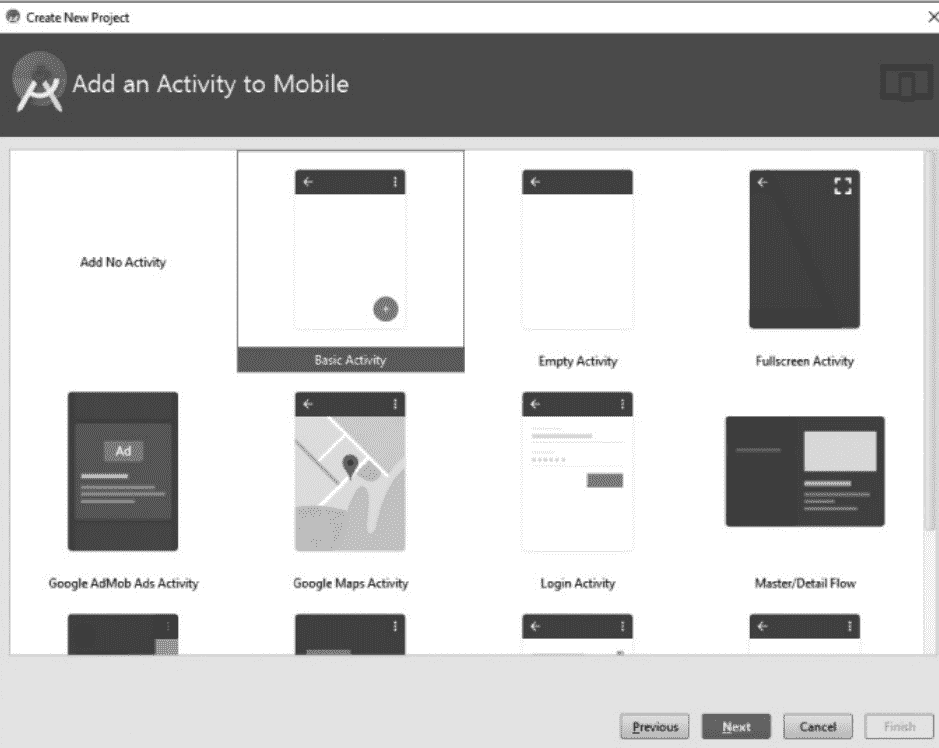 Create New Project
Add an Activity to Mobile
Add No Activity
Basic Activity
Empty Activity
Fullscreen Activity
Ad
Google AdMob Ads Activity
Google Maps Activity
Login Activity
Master/Detail Flow
Previous
Next
Cancel
Finish